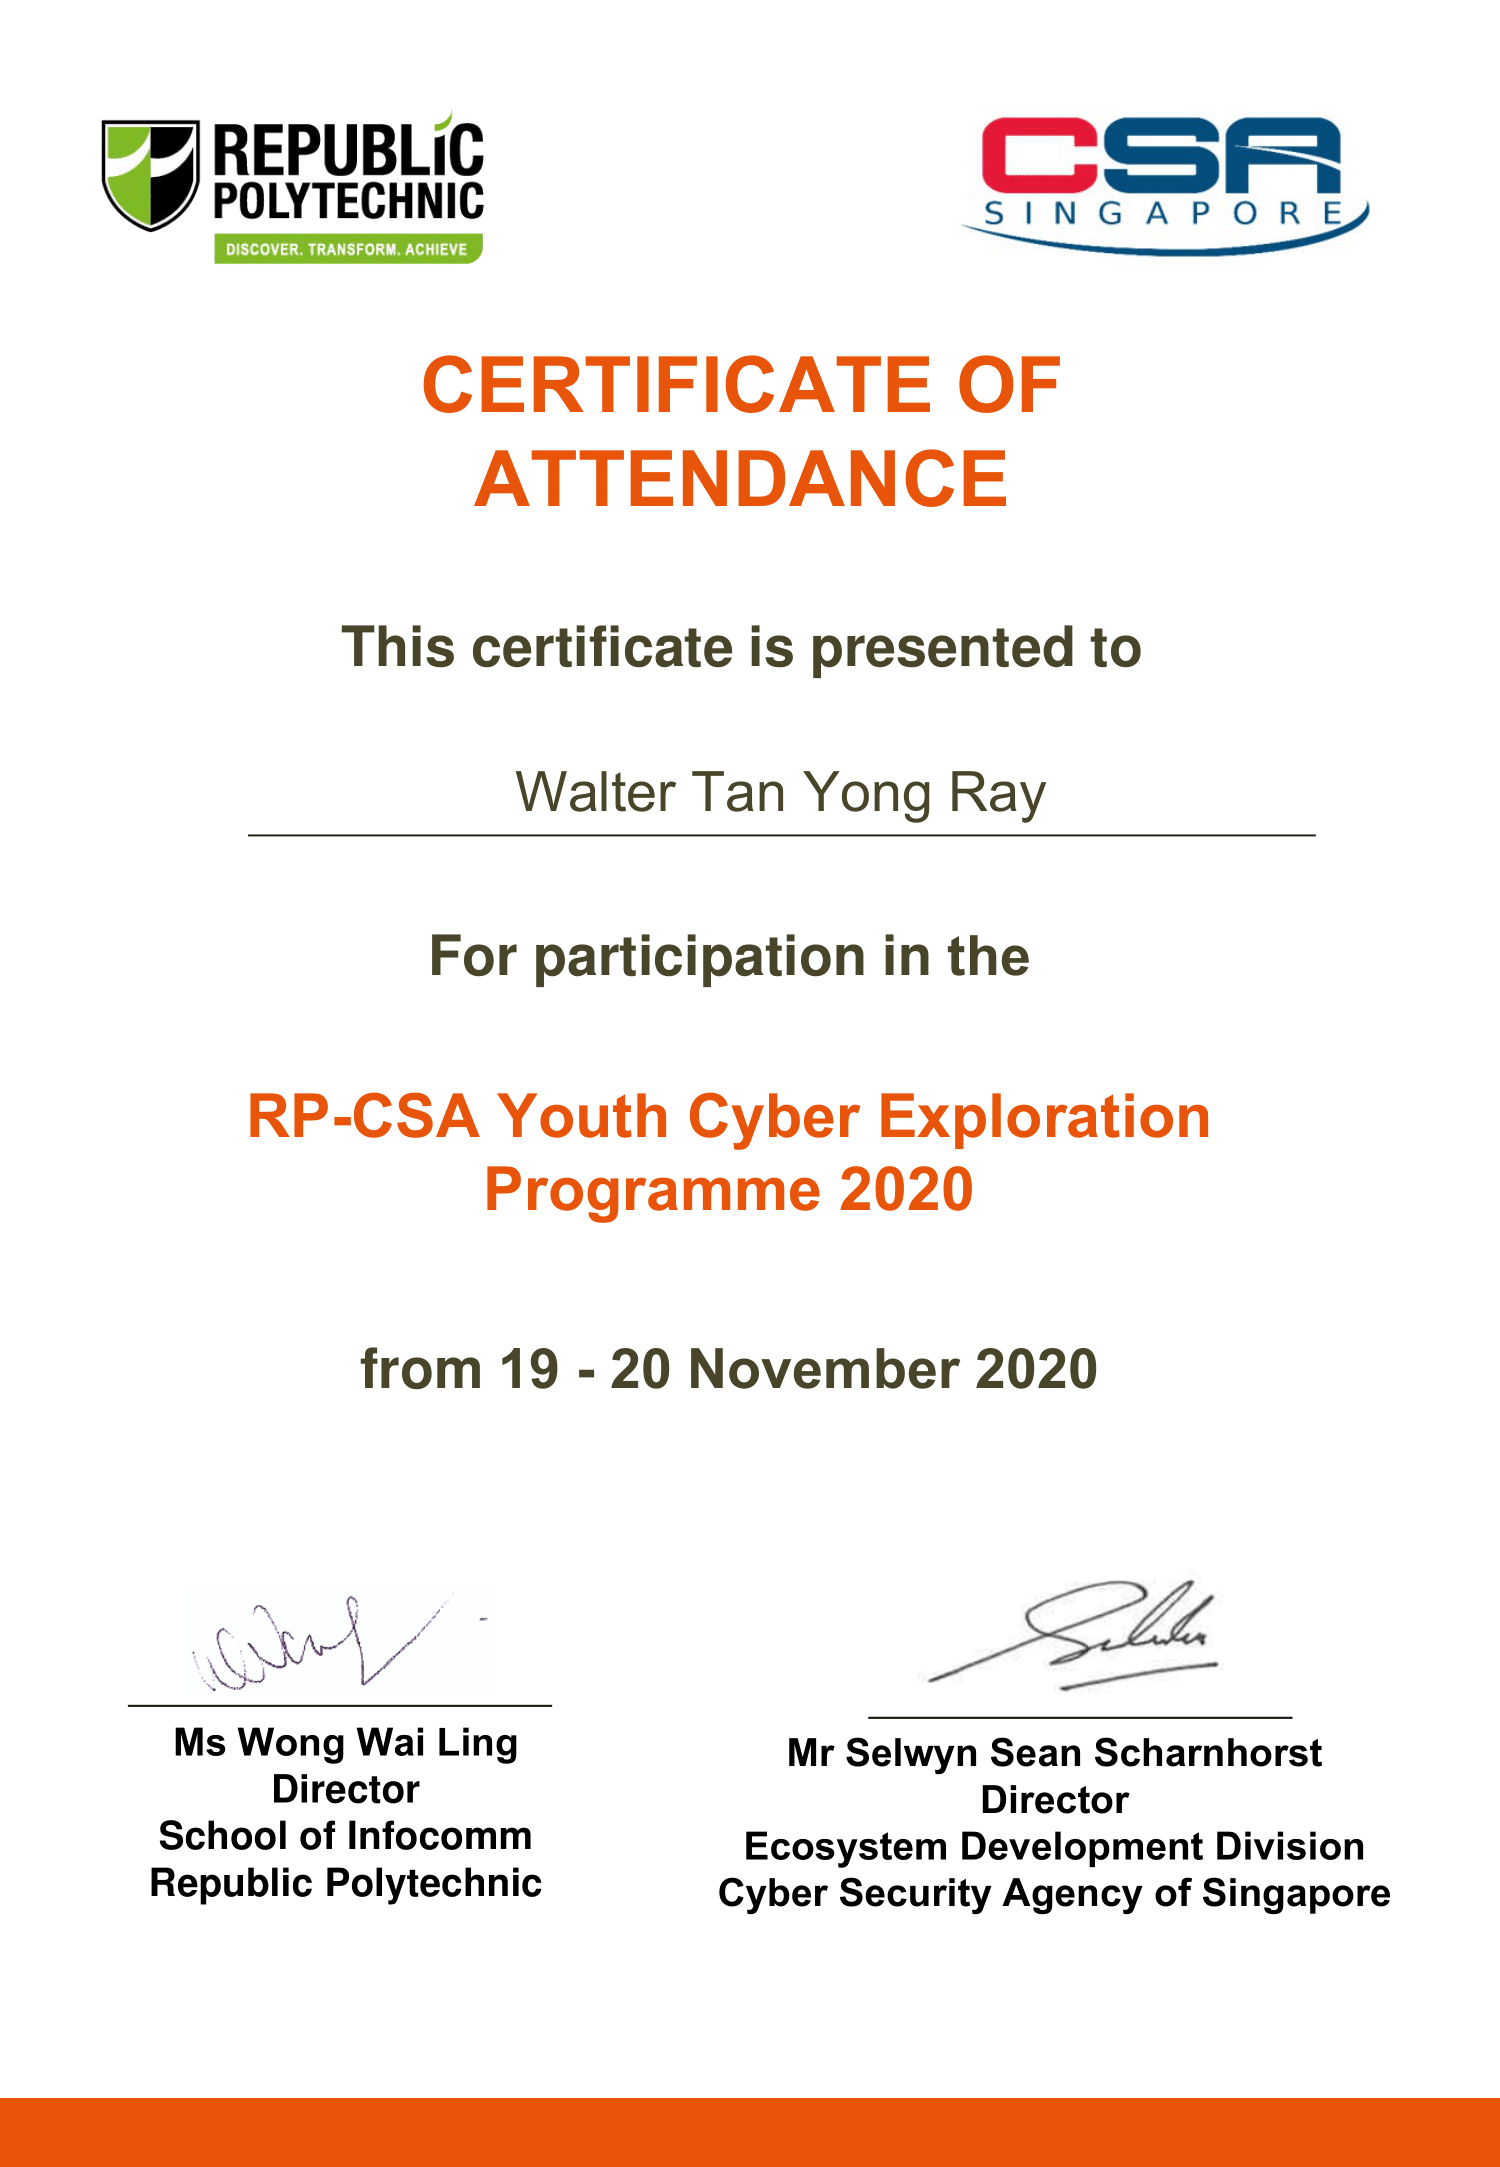 REPUBLIC
POLYTECHNIC
DISCOVER. TRANSFORM. ACHIEVE
CSA
SINGAPORE
CERTIFICATE OF
ATTENDANCE
This certificate is presented to
Walter Tan Yong Ray
For participation in the
RP-CSA Youth Cyber Exploration
Programme 2020
from 19 - 20 November 2020
Ms Wong Wai Ling
Director
School of Infocomm
Republic Polytechnic
Mr Selwyn Sean Scharnhorst
Director
Ecosystem Development Division
Cyber Security Agency of Singapore